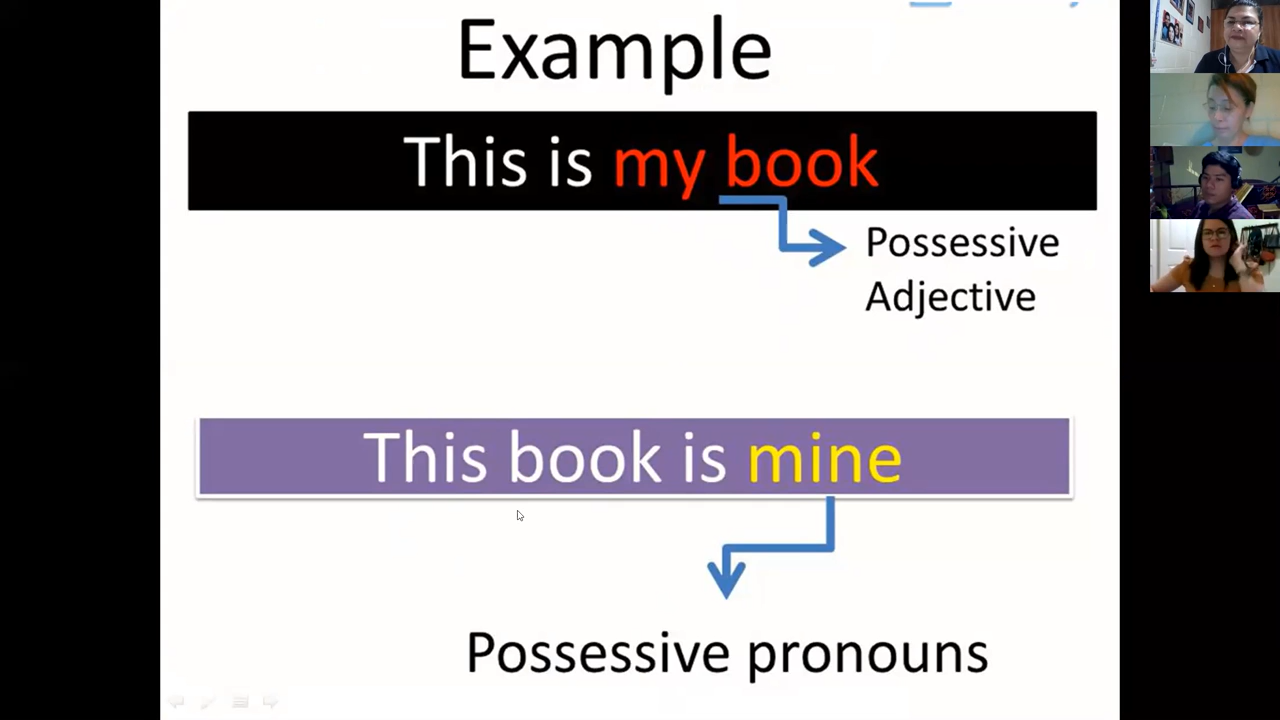 Example
This is my book
Possessive
Adjective
This book is mine
Possessive pronouns